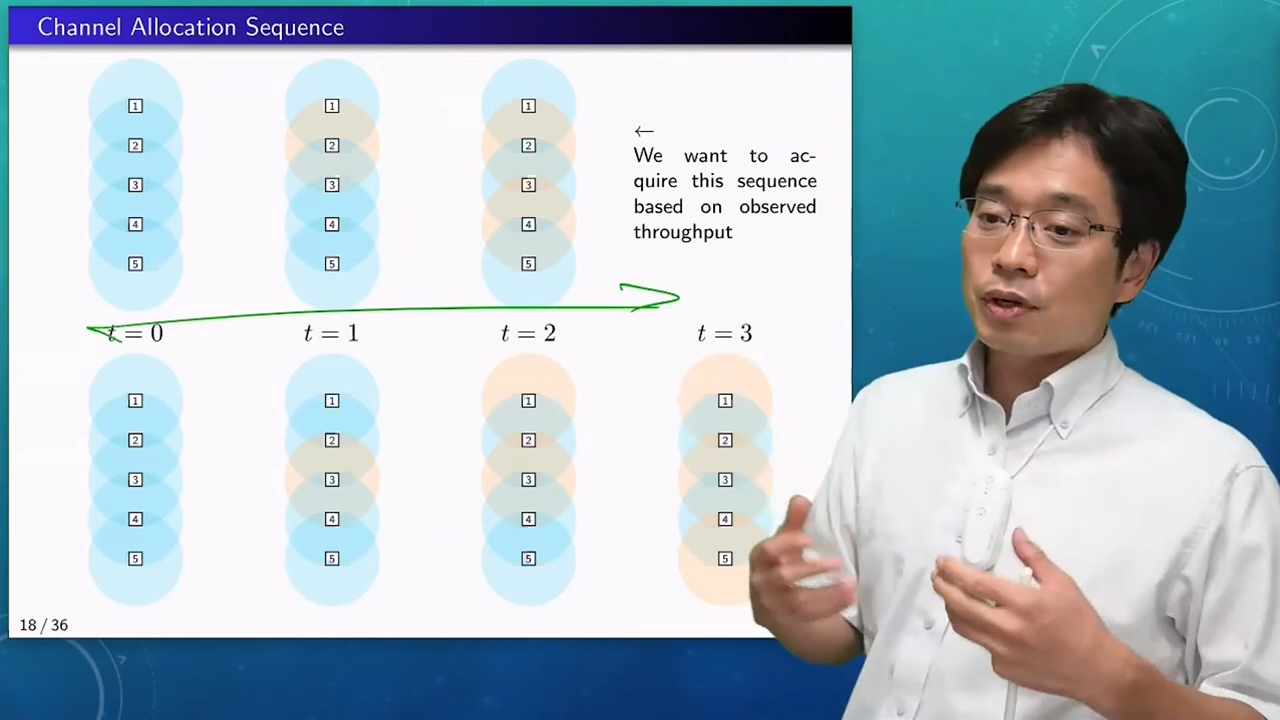 Channel Allocation Sequence
1 1 1
2 2 2
3 3 3
4 4 4
5 5 5
←
We want to ac-
quire this sequence
based on observed
throughput
t = 0 t = 1 t = 2 t = 3
1 1 1 1
2 2 2 2
3 3 3 3
4 4 4 4
5 5 5 5
18 / 36